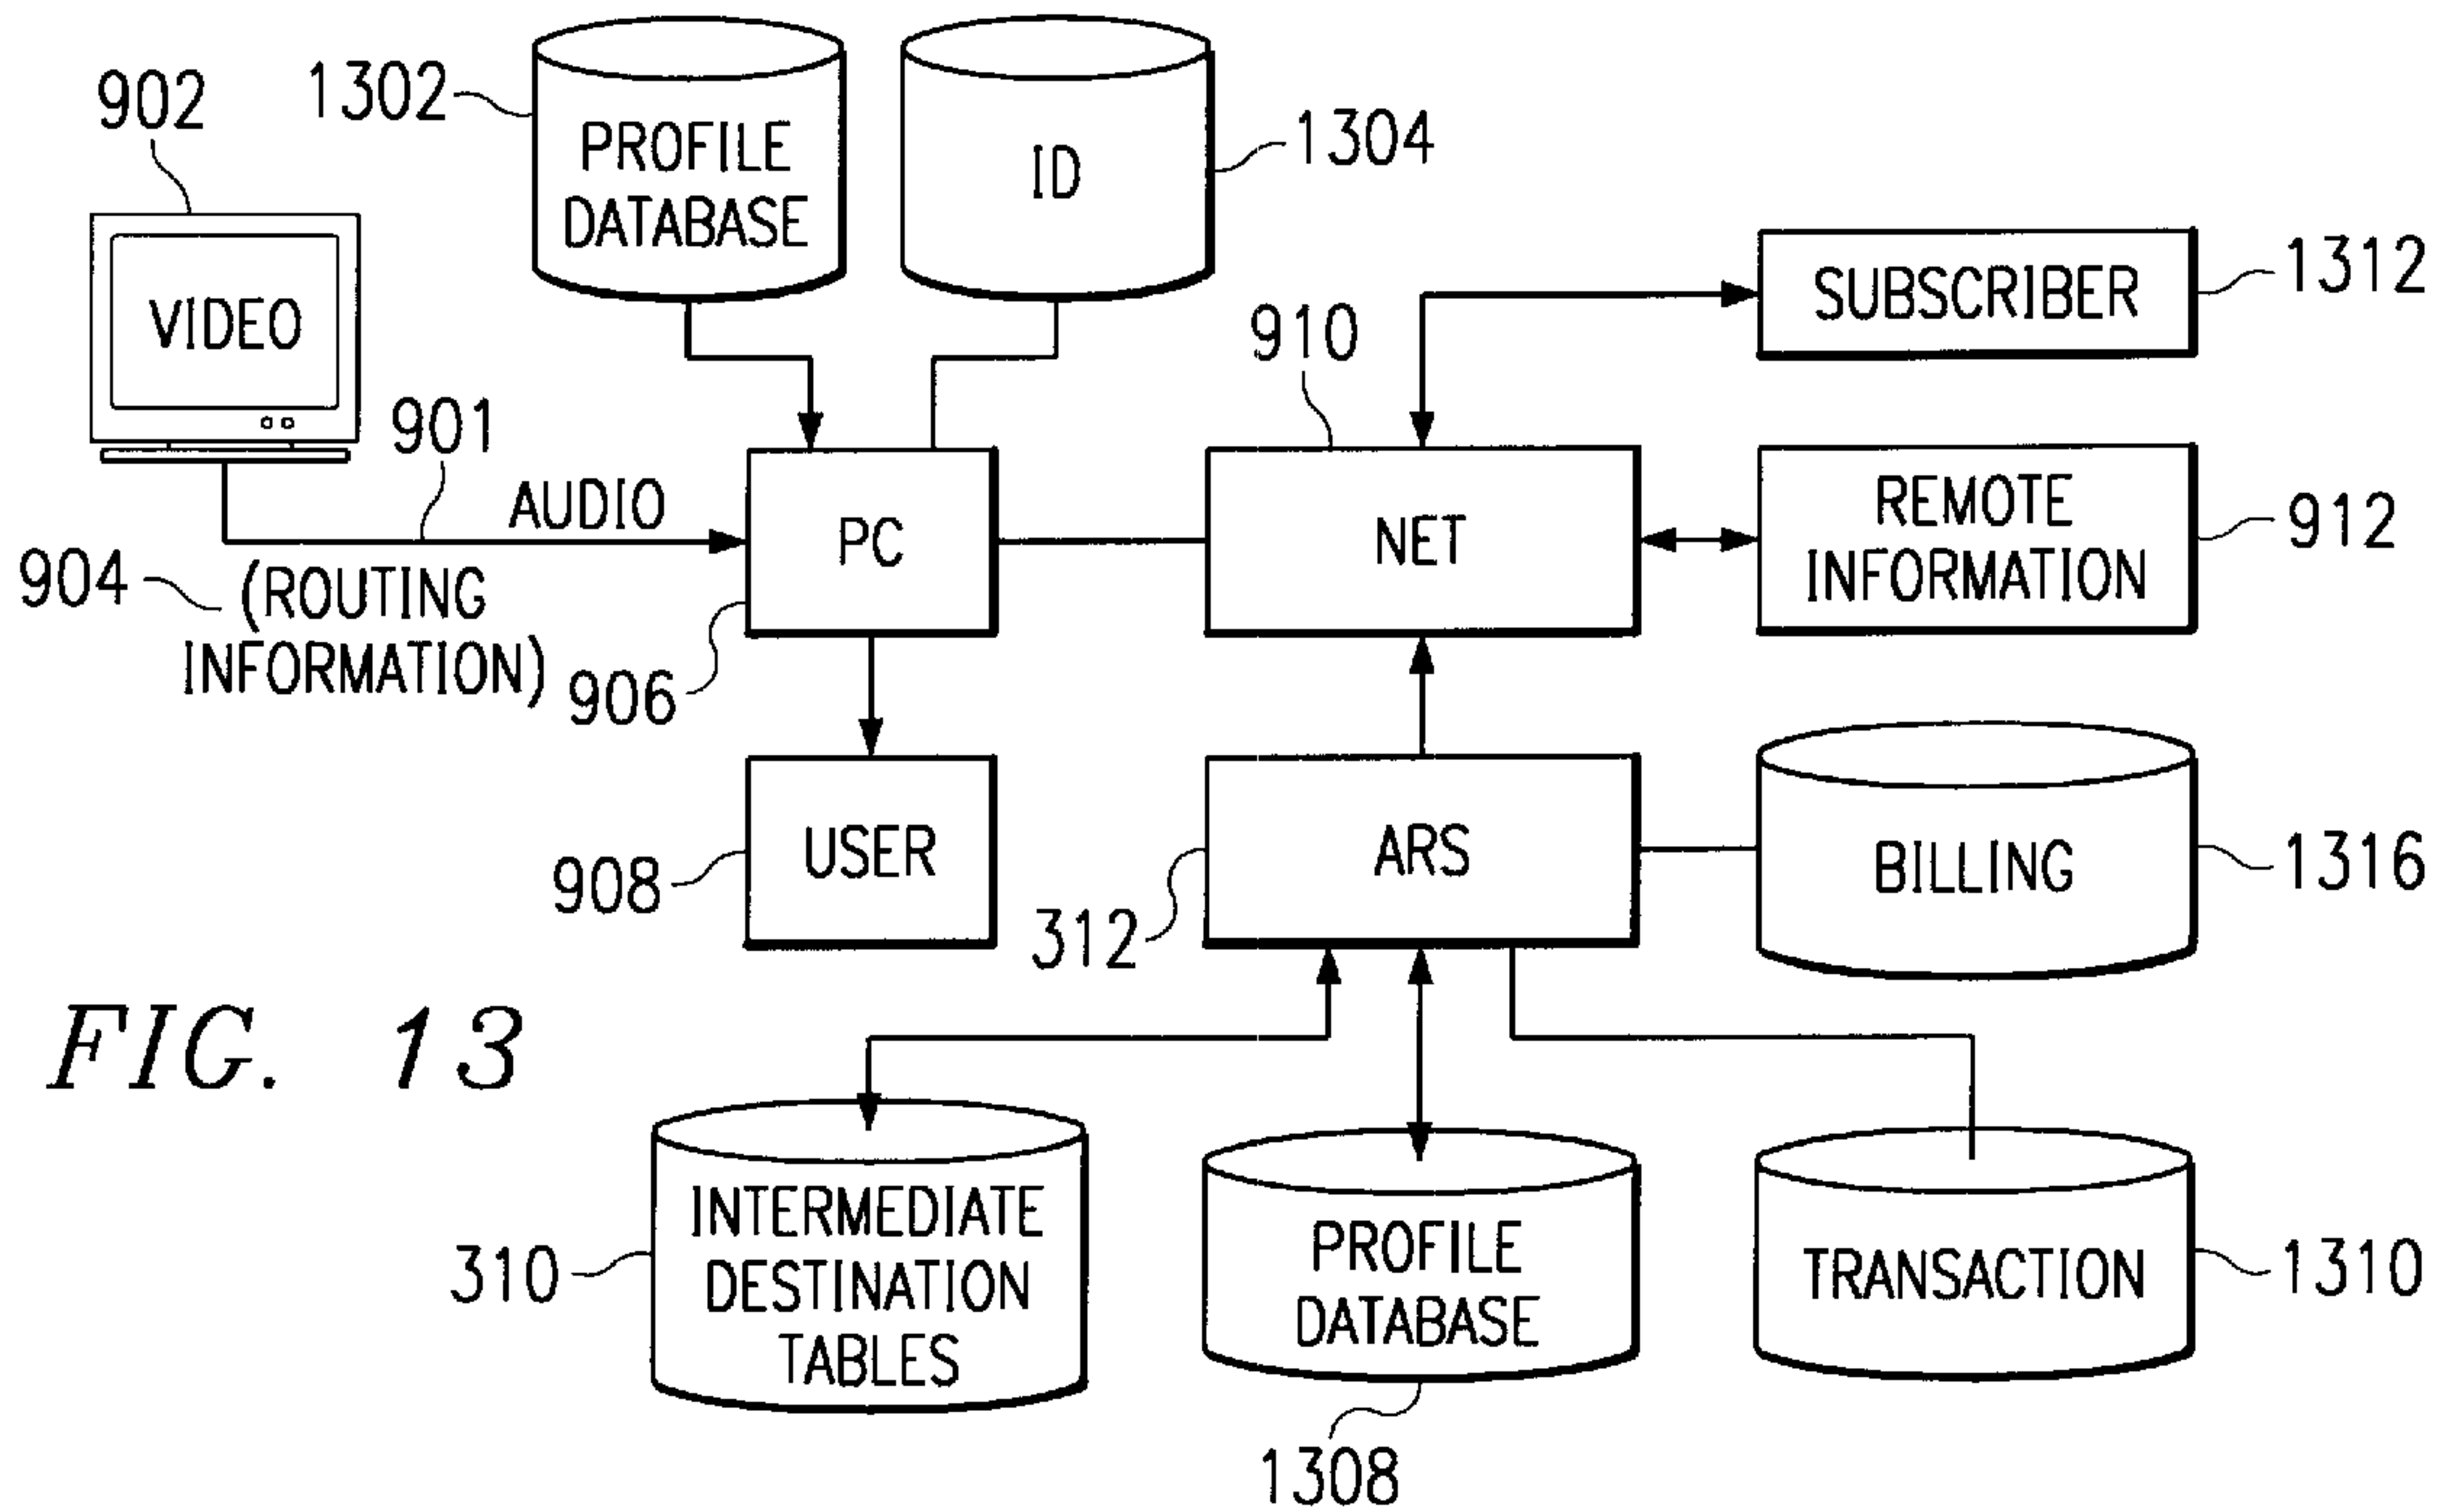 902
1302
PROFILE
DATABASE
ID
1304
VIDEO
SUBSCRIBER
1312
910
901
AUDIO
904
(ROUTING
INFORMATION)
PC
906
NET
REMOTE
INFORMATION
912
USER
908
ARS
312
BILLING
1316
FIG. 13
INTERMEDIATE
DESTINATION
TABLES
310
PROFILE
DATABASE
1308
TRANSACTION
1310